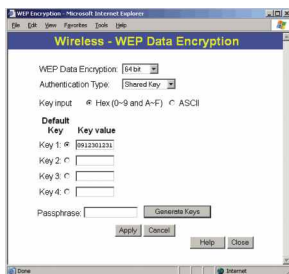 WEP Encryption - Microsoft Internet Explorer
File Edit View Favorites Tools Help
Wireless - WEP Data Encryption
WEP Data Encryption: 64 bit
Authentication Type: Shared Key
Key input Hex (0~9 and A~F) ASCII
Default
Key Key value
Key 1: 0912301231
Key 2:
Key 3:
Key 4:
Passphrase: Generate Keys
Apply Cancel
Help Close
Done Internet